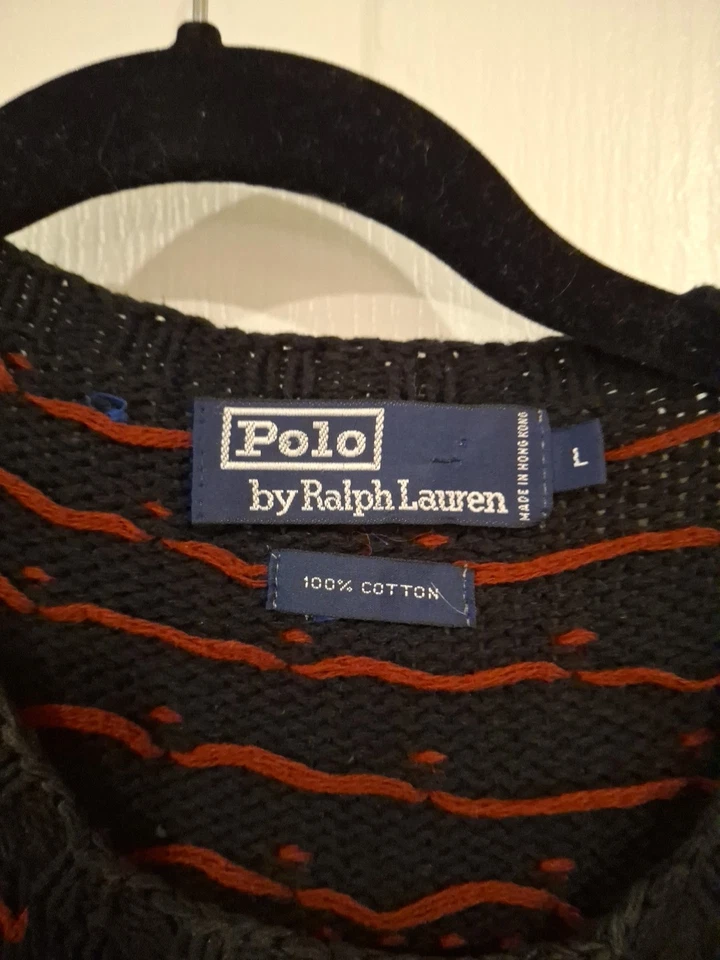 Polo
by Ralph Lauren
MADE IN HONG KONG
L
100% COTTON